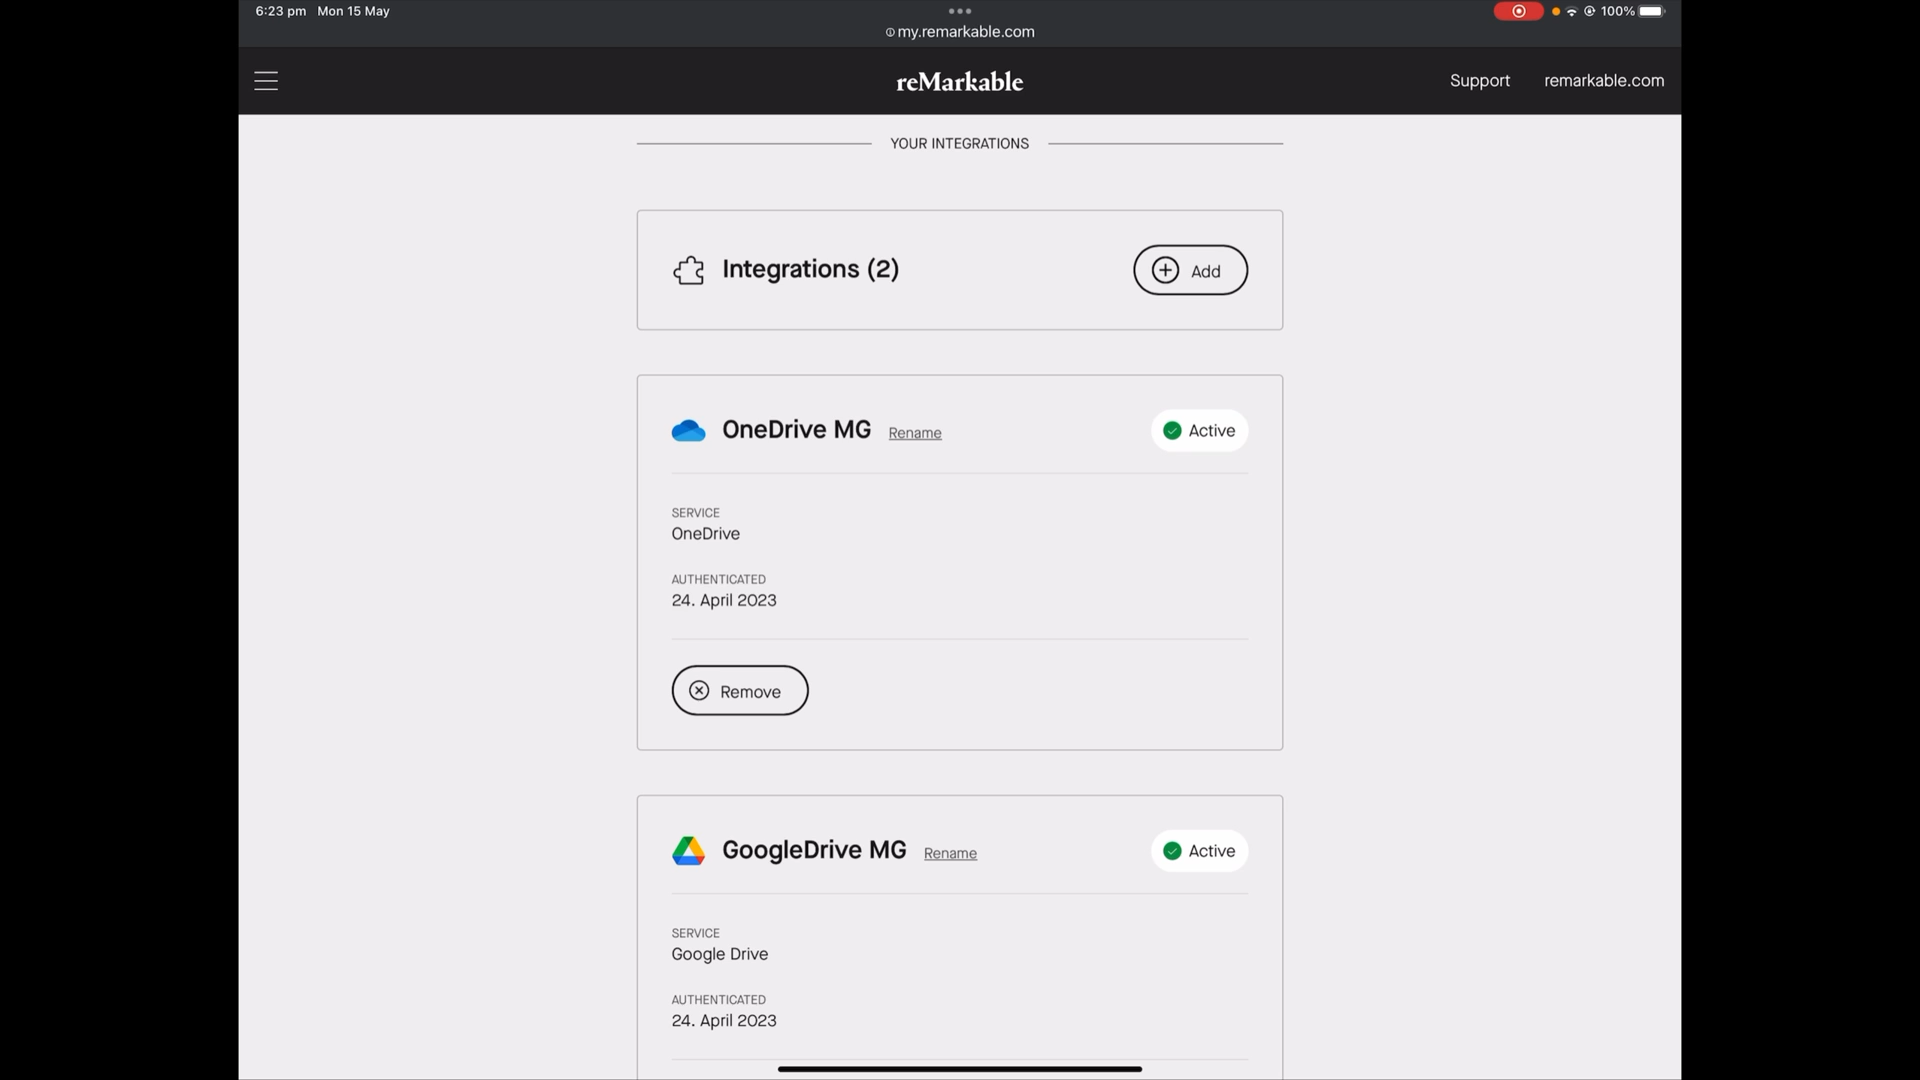 6:23 pm Mon 15 May
100%
my.remarkable.com
reMarkable
Support
remarkable.com
YOUR INTEGRATIONS
Integrations (2)
Add
OneDrive MG Rename
Active
SERVICE
OneDrive
AUTHENTICATED
24. April 2023
Remove
GoogleDrive MG Rename
Active
SERVICE
Google Drive
AUTHENTICATED
24. April 2023